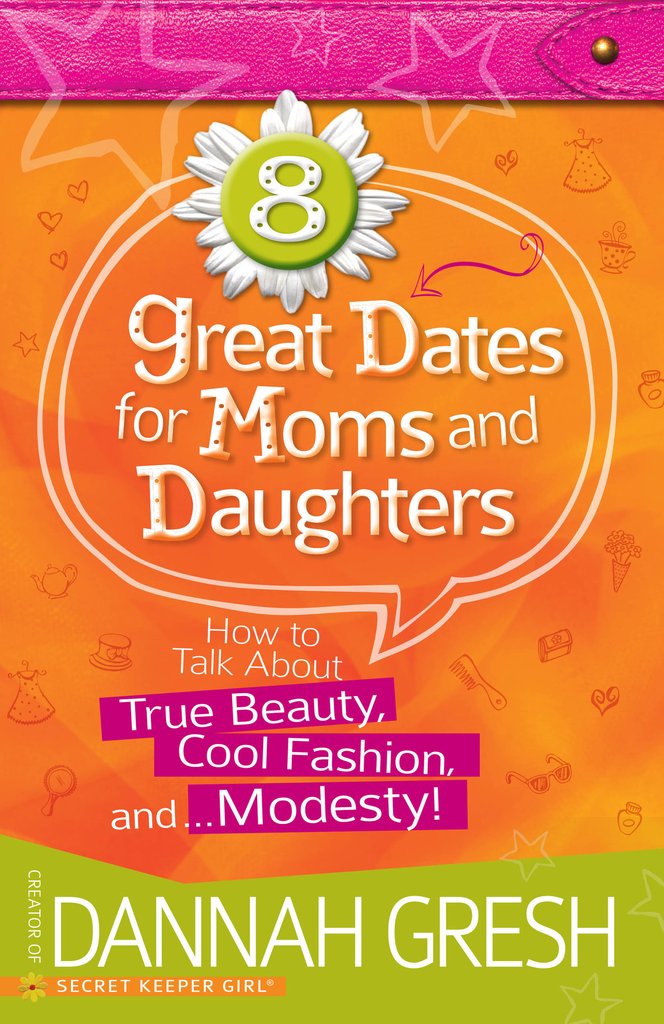 8
great Dates
for Moms and
Daughters
How to
Talk About
True Beauty,
Cool Fashion,
and...Modesty!
CREATOR OF
DANNAH GRESH
SECRET KEEPER GIRL®